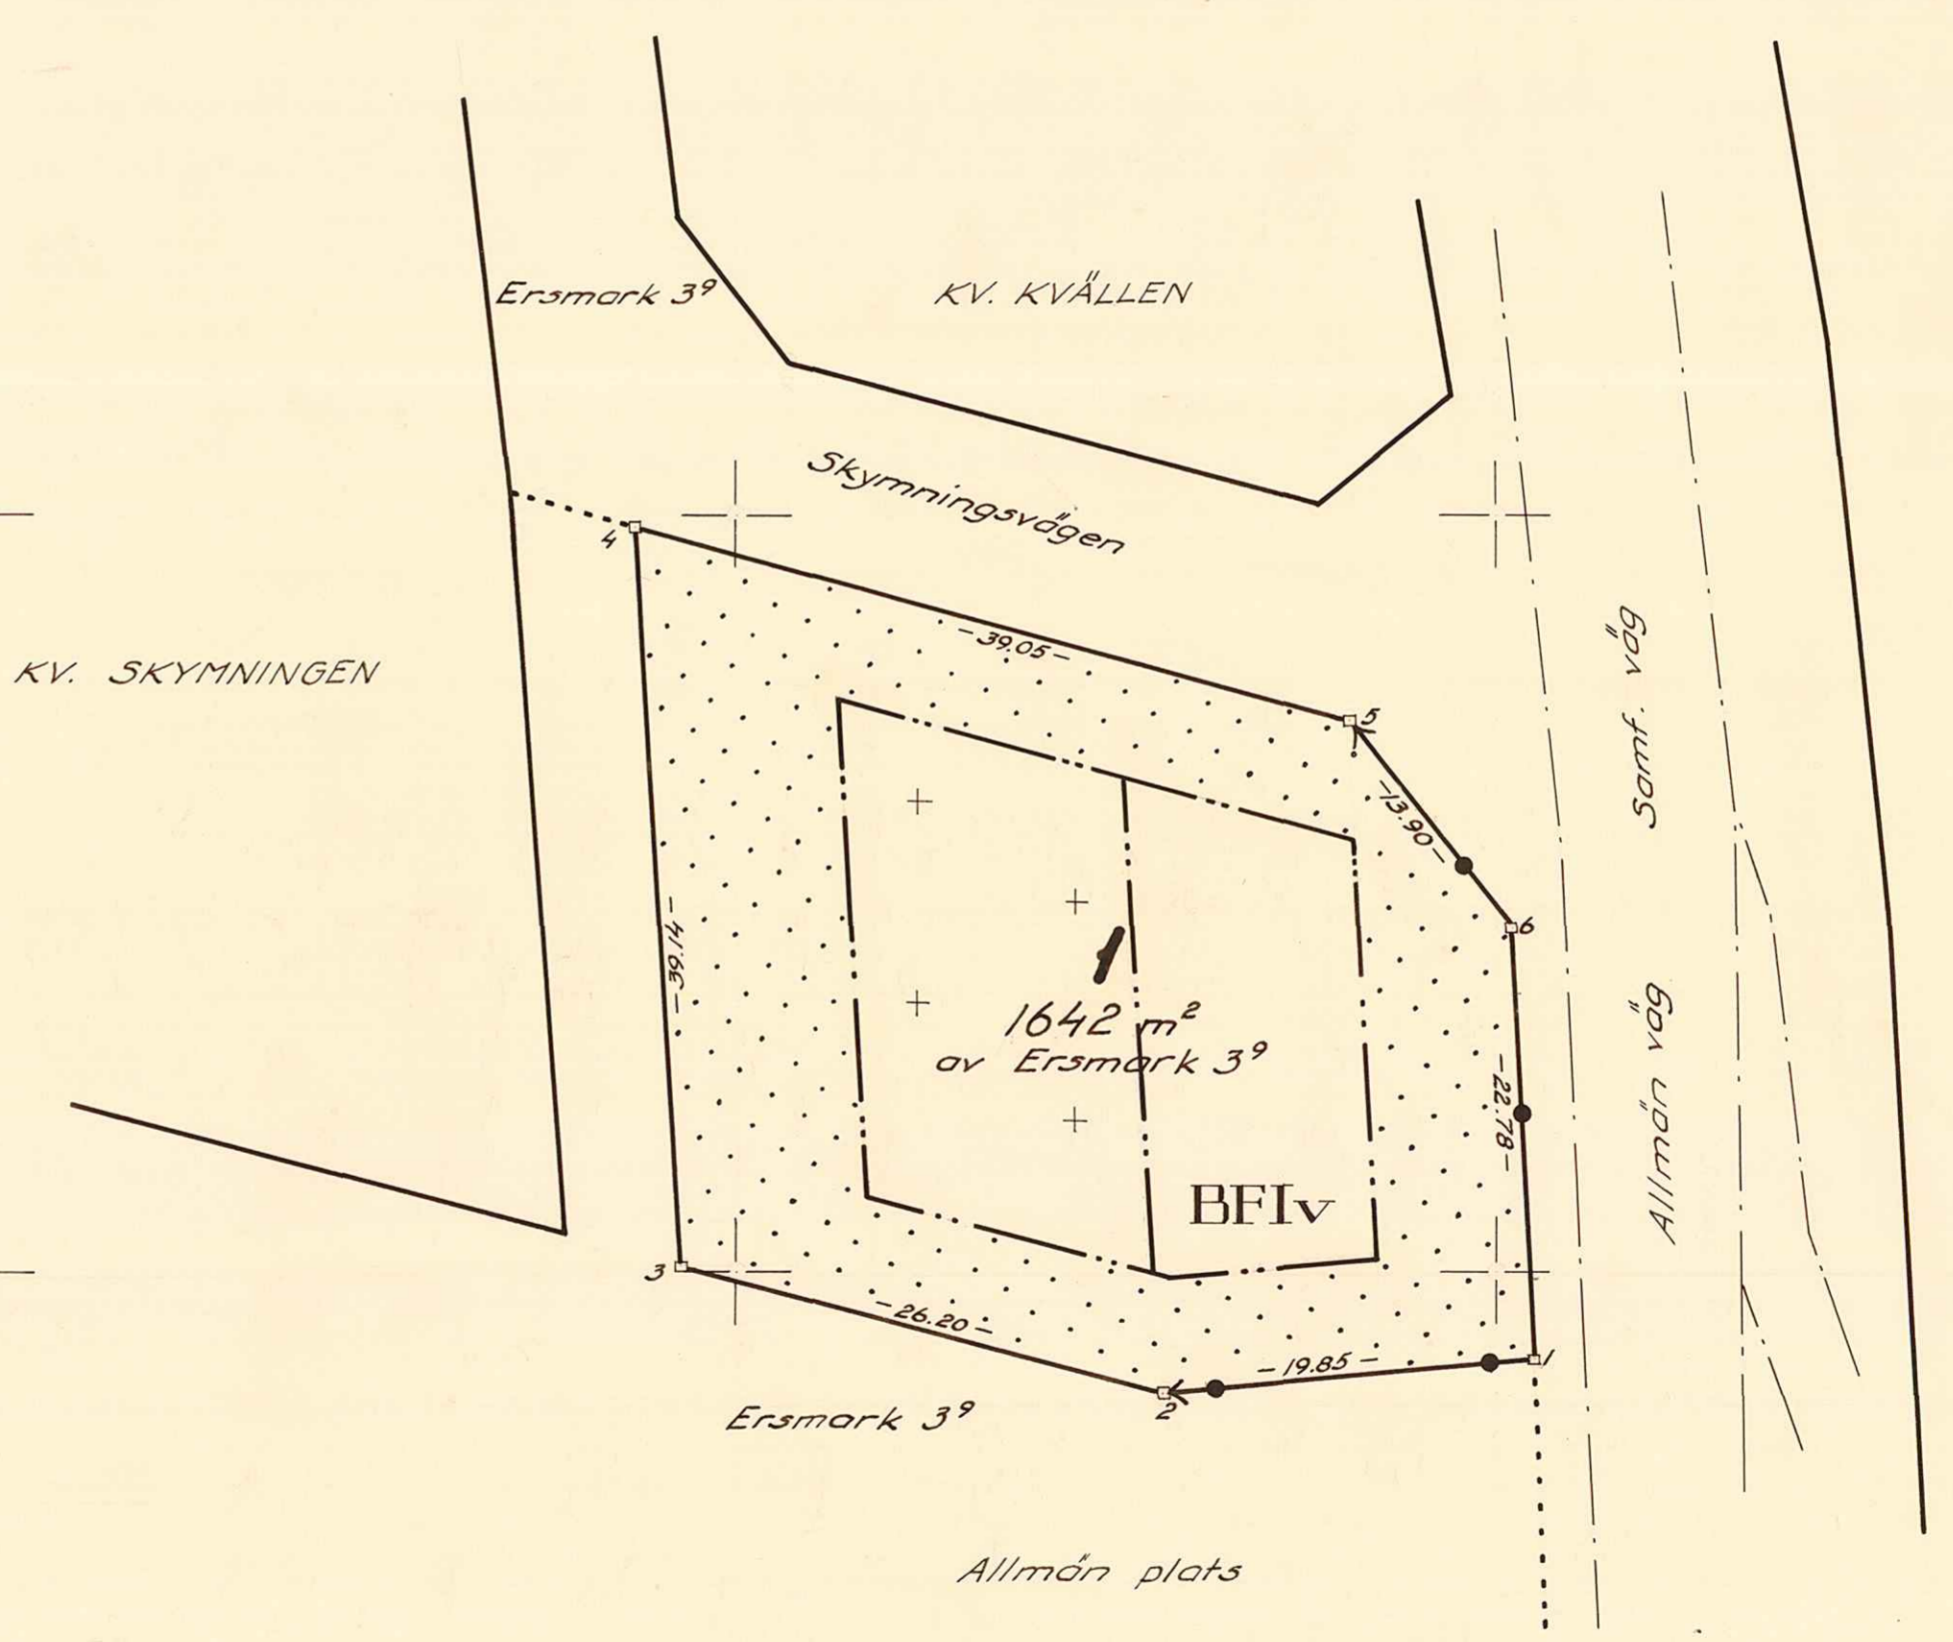 Ersmark 3⁹
KV. KVÄLLEN
Skymningsvägen
4
-39.05-
KV. SKYMNINGEN
5
Samf. väg
-13.90-
6
-39.14-
1
1642 m²
av Ersmark 3⁹
-22.78-
Allmän väg
BFIv
3
-26.20-
-19.85-
1
2
Ersmark 3⁹
Allmän plats